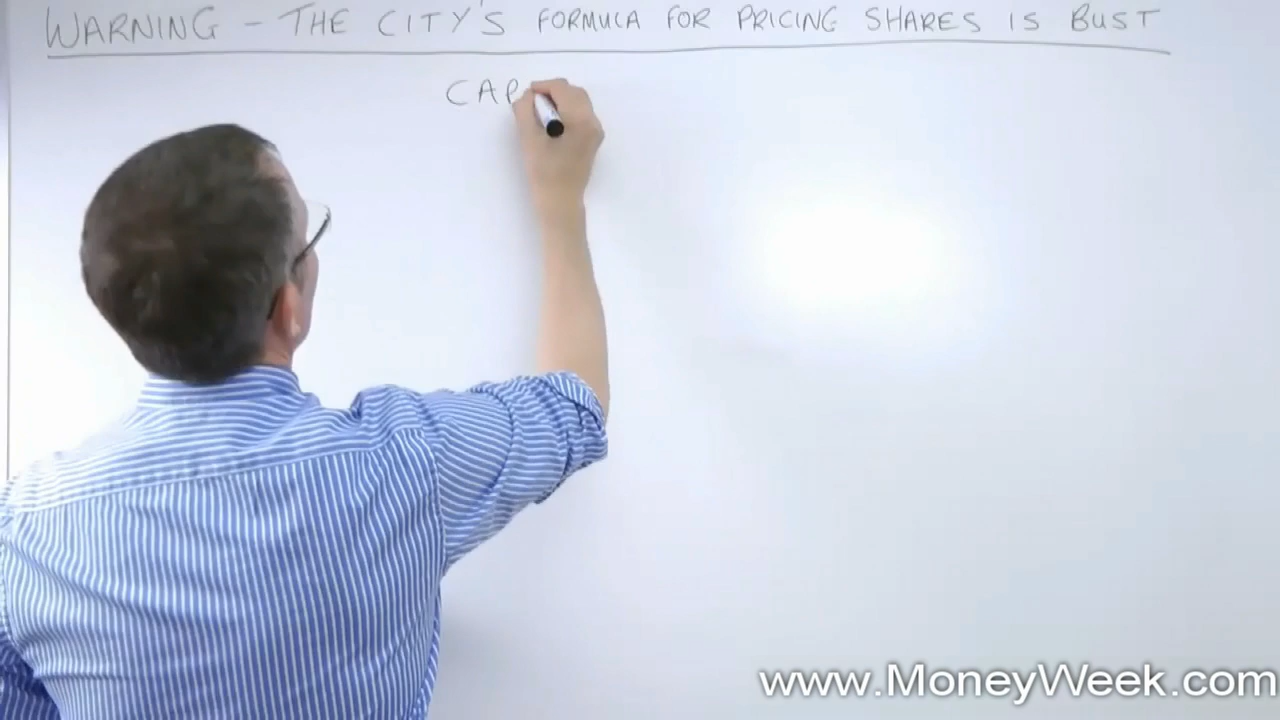 WARNING - THE CITY'S FORMULA FOR PRICING SHARES IS BUST
CAP
www.MoneyWeek.com